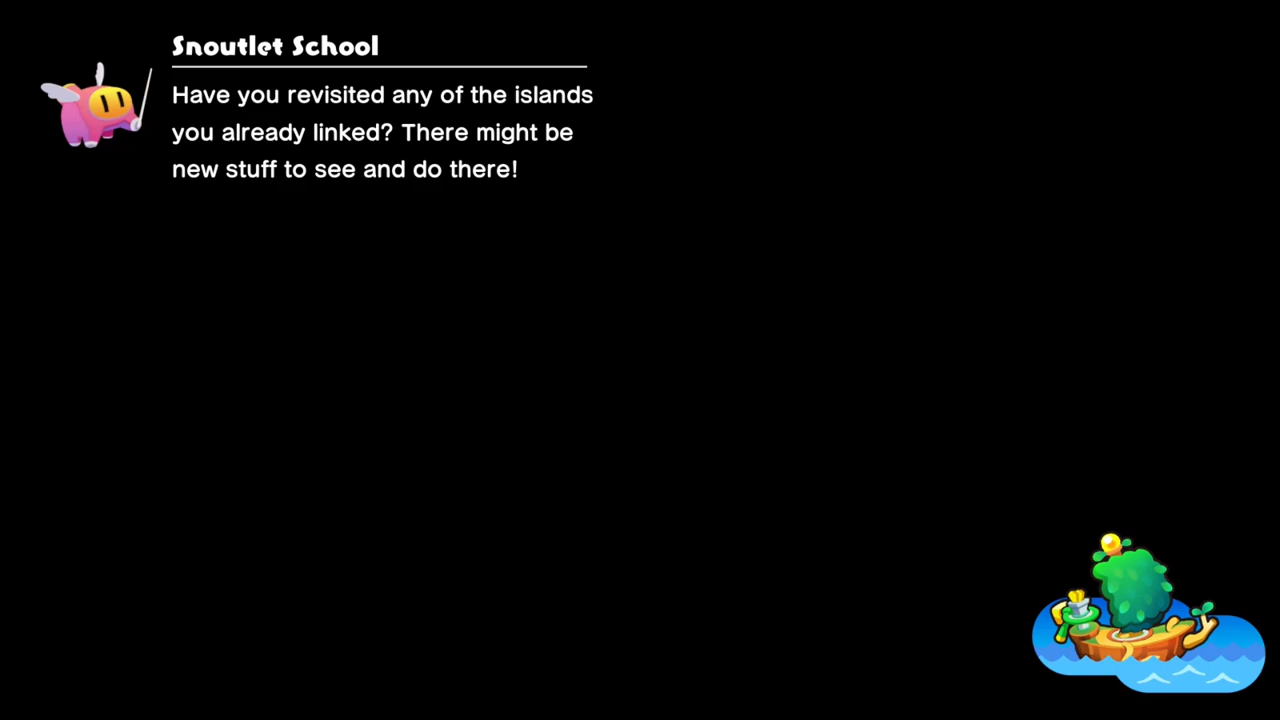 Snoutlet School
Have you revisited any of the islands
you already linked? There might be
new stuff to see and do there!